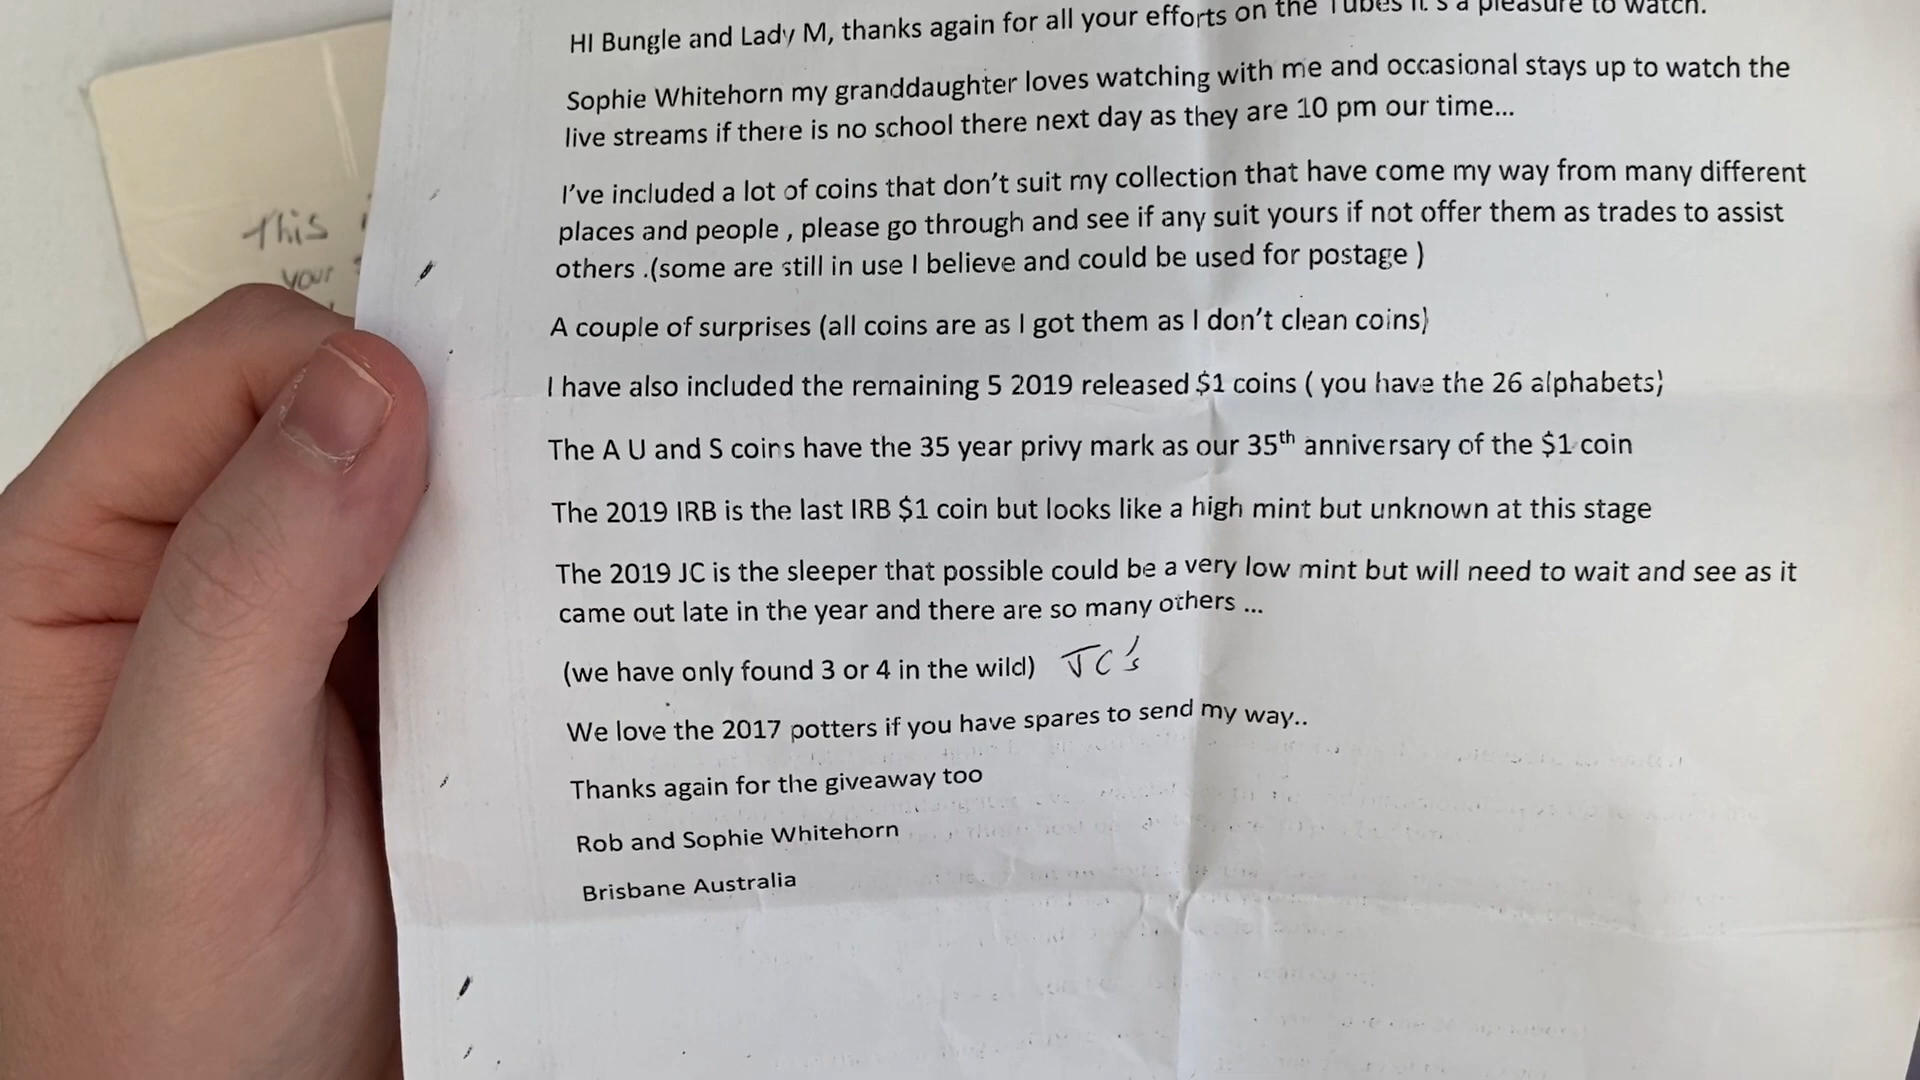 HI Bungle and Lady M, thanks again for all your efforts on the Tubes it's a pleasure to watch.
Sophie Whitehorn my granddaughter loves watching with me and occasional stays up to watch the
live streams if there is no school there next day as they are 10 pm our time...
I've included a lot of coins that don't suit my collection that have come my way from many different
places and people , please go through and see if any suit yours if not offer them as trades to assist
others .(some are still in use I believe and could be used for postage )
A couple of surprises (all coins are as I got them as I don't clean coins)
I have also included the remaining 5 2019 released $1 coins ( you have the 26 alphabets)
The A U and S coins have the 35 year privy mark as our 35th anniversary of the $1 coin
The 2019 IRB is the last IRB $1 coin but looks like a high mint but unknown at this stage
The 2019 JC is the sleeper that possible could be a very low mint but will need to wait and see as it
came out late in the year and there are so many others ...
(we have only found 3 or 4 in the wild) JC's
We love the 2017 potters if you have spares to send my way..
Thanks again for the giveaway too
Rob and Sophie Whitehorn
Brisbane Australia
This
your